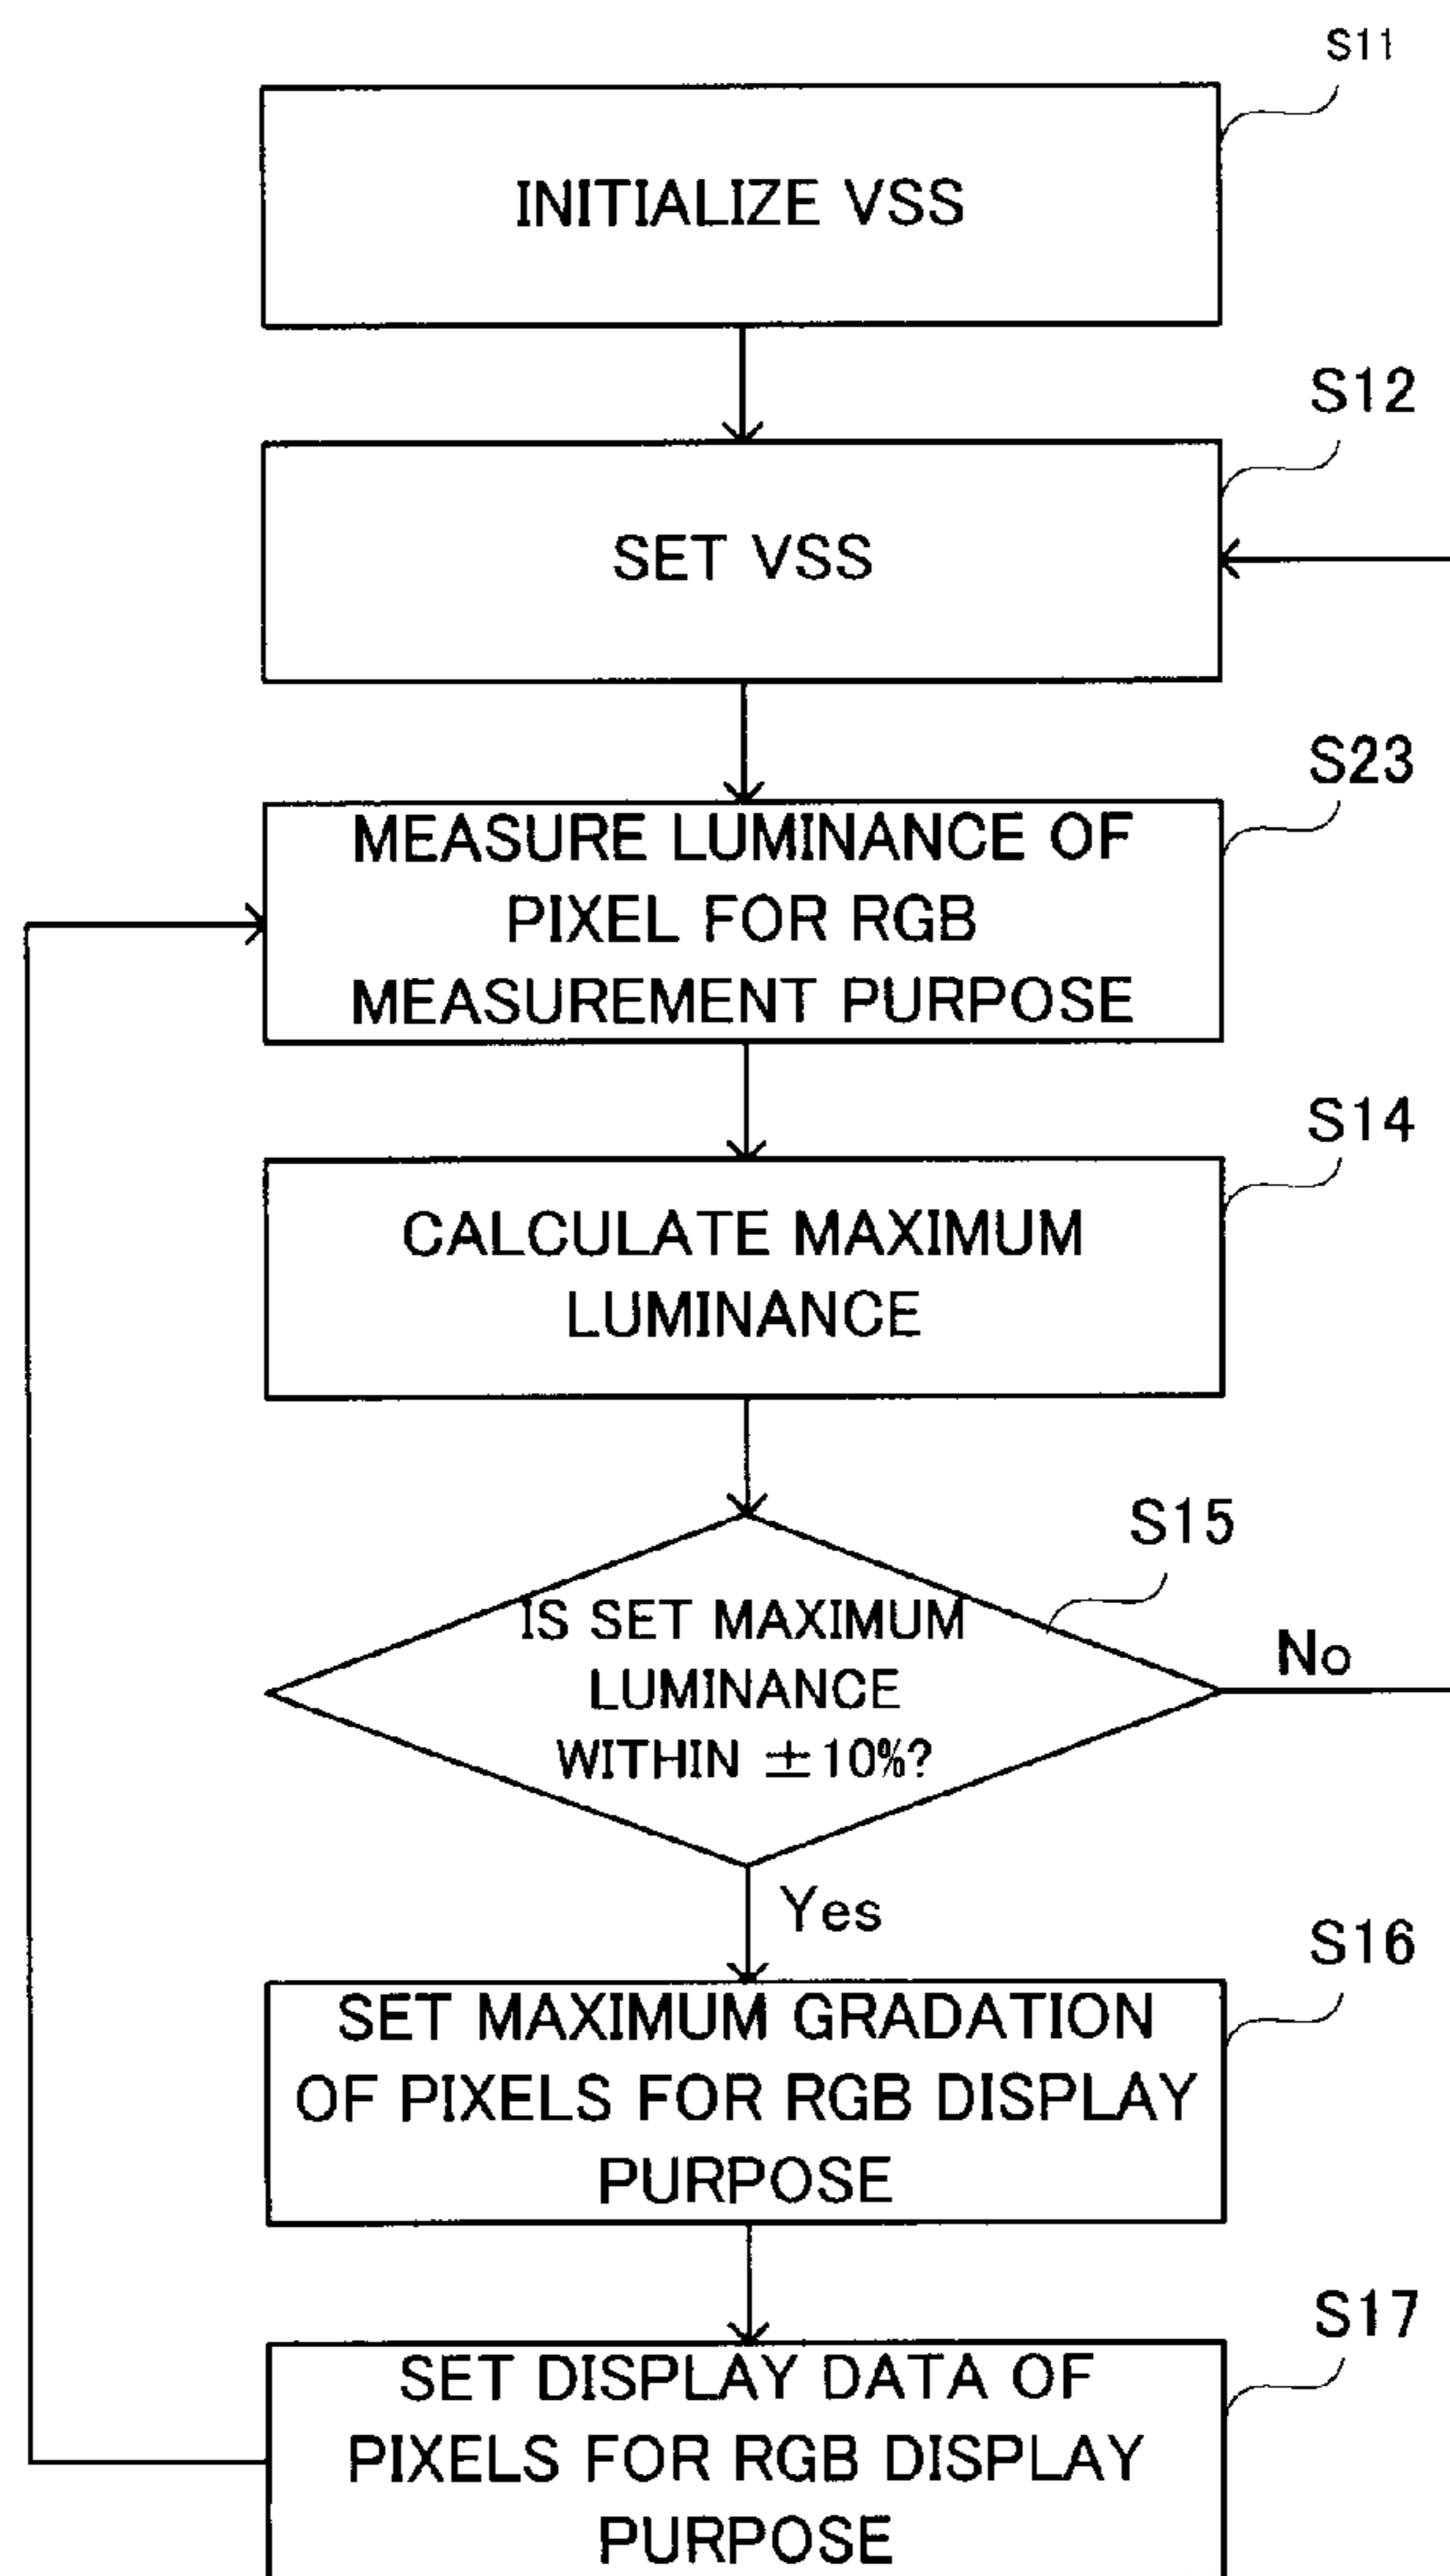 S11
INITIALIZE VSS
S12
SET VSS
S23
MEASURE LUMINANCE OF
PIXEL FOR RGB
MEASUREMENT PURPOSE
S14
CALCULATE MAXIMUM
LUMINANCE
S15
IS SET MAXIMUM
LUMINANCE
WITHIN ±10%?
No
Yes
S16
SET MAXIMUM GRADATION
OF PIXELS FOR RGB DISPLAY
PURPOSE
S17
SET DISPLAY DATA OF
PIXELS FOR RGB DISPLAY
PURPOSE